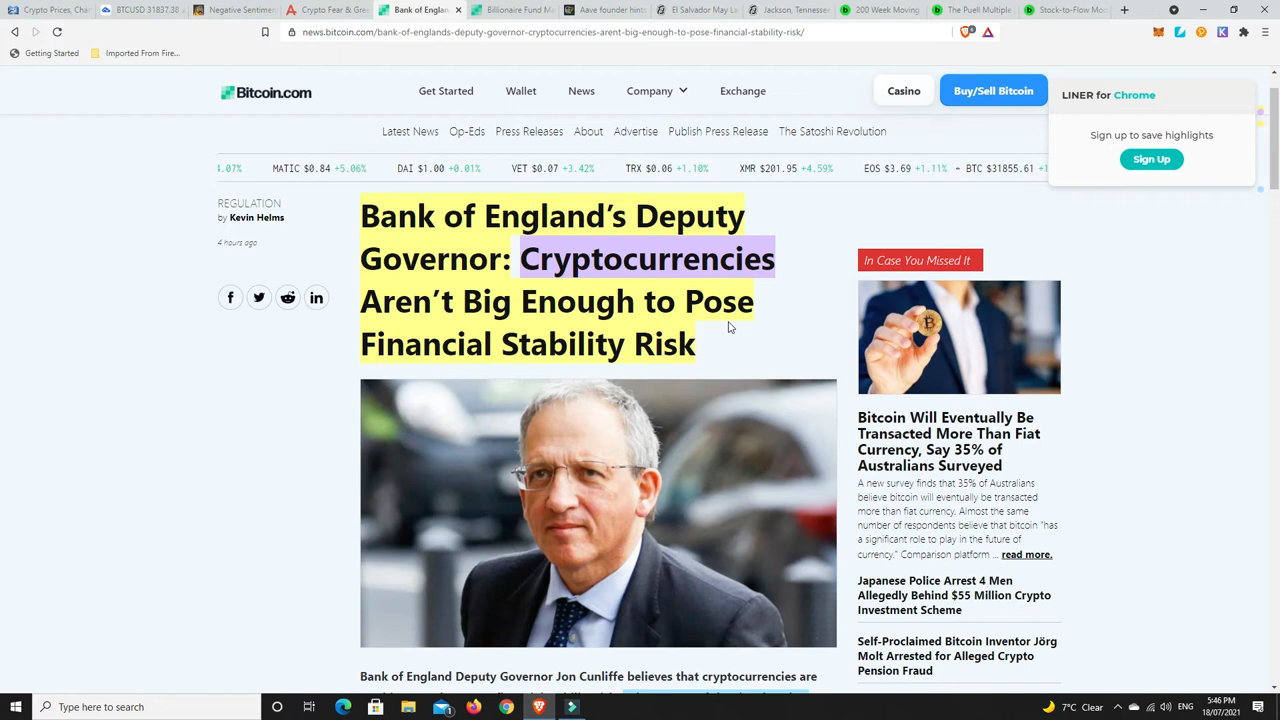 Crypto Prices, Char
BTCUSD 31837.38
Negative Sentimen
Crypto Fear & Gre
Bank of Englan
Billionaire Fund M
Aave founder hints
El Salvador May L
Jackson, Tennesse
200 Week Moving
The Puell Multiple
Stock-to-Flow Mo
news.bitcoin.com/bank-of-englands-deputy-governor-cryptocurrencies-arent-big-enough-to-pose-financial-stability-risk/
Getting Started
Imported From Fire...
Bitcoin.com
Get Started
Wallet
News
Company
Exchange
Casino
Buy/Sell Bitcoin
LINER for Chrome
Sign up to save highlights
Sign Up
Latest News
Op-Eds
Press Releases
About
Advertise
Publish Press Release
The Satoshi Revolution
4.07%
MATIC $0.84 +5.06%
DAI $1.00 +0.01%
VET $0.07 +3.42%
TRX $0.06 +1.10%
XMR $201.95 +4.59%
EOS $3.69 +1.11%
BTC $31855.61
REGULATION
by Kevin Helms
4 hours ago
Bank of England's Deputy
Governor: Cryptocurrencies
Aren't Big Enough to Pose
Financial Stability Risk
Bank of England Deputy Governor Jon Cunliffe believes that cryptocurrencies are
In Case You Missed It
Bitcoin Will Eventually Be
Transacted More Than Fiat
Currency, Say 35% of
Australians Surveyed
A new survey finds that 35% of Australians
believe bitcoin will eventually be transacted
more than fiat currency. Almost the same
number of respondents believe that bitcoin "has
a significant role to play in the future of
currency." Comparison platform ... read more.
Japanese Police Arrest 4 Men
Allegedly Behind $55 Million Crypto
Investment Scheme
Self-Proclaimed Bitcoin Inventor Jörg
Molt Arrested for Alleged Crypto
Pension Fraud
Type here to search
7°C Clear
ENG
5:46 PM
18/07/2021